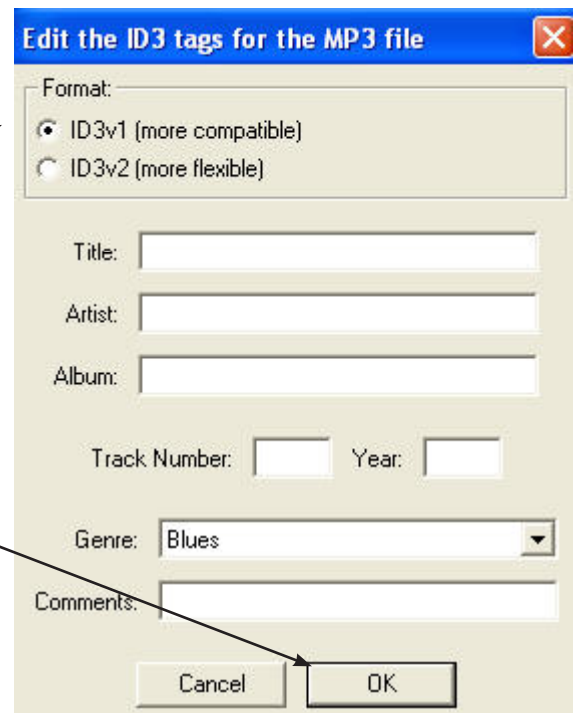 Edit the ID3 tags for the MP3 file
Format:
ID3v1 (more compatible)
ID3v2 (more flexible)
Title:
Artist:
Album:
Track Number: Year:
Genre: Blues
Comments:
Cancel OK